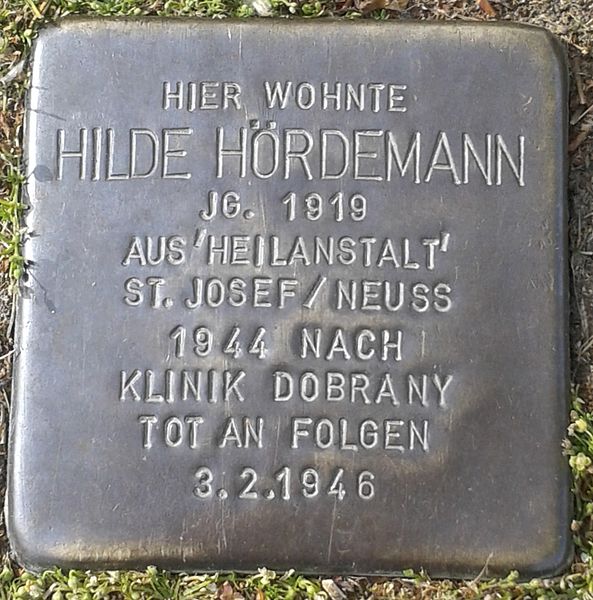 HIER WOHNTE
HILDE HÖRDEMANN
JG. 1919
AUS 'HEILANSTALT'
ST. JOSEF / NEUSS
1944 NACH
KLINIK DOBRANY
TOT AN FOLGEN
3.2.1946